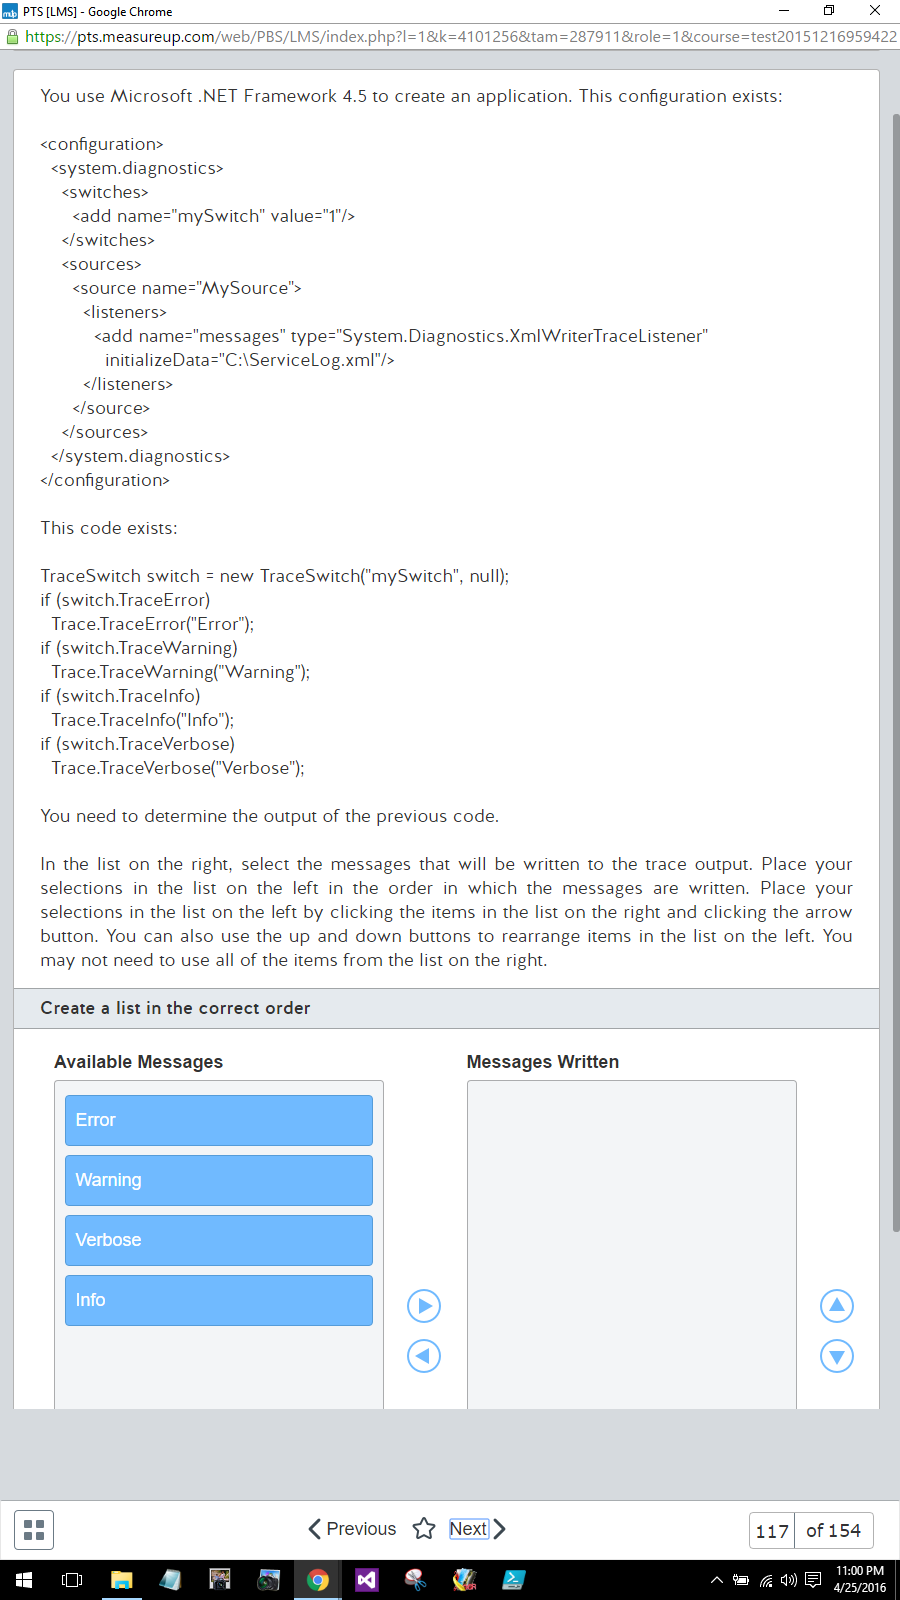 PTS [LMS] - Google Chrome
https://pts.measureup.com/web/PBS/LMS/index.php?l=1&k=4101256&tam=287911&role=1&course=test20151216959422
You use Microsoft .NET Framework 4.5 to create an application. This configuration exists:
<configuration>
<system.diagnostics>
<switches>
<add name="mySwitch" value="1"/>
</switches>
<sources>
<source name="MySource">
<listeners>
<add name="messages" type="System.Diagnostics.XmlWriterTraceListener"
initializeData="C:\ServiceLog.xml"/>
</listeners>
</source>
</sources>
</system.diagnostics>
</configuration>
This code exists:
TraceSwitch switch = new TraceSwitch("mySwitch", null);
if (switch.TraceError)
Trace.TraceError("Error");
if (switch.TraceWarning)
Trace.TraceWarning("Warning");
if (switch.TraceInfo)
Trace.TraceInfo("Info");
if (switch.TraceVerbose)
Trace.TraceVerbose("Verbose");
You need to determine the output of the previous code.
In the list on the right, select the messages that will be written to the trace output. Place your
selections in the list on the left in the order in which the messages are written. Place your
selections in the list on the left by clicking the items in the list on the right and clicking the arrow
button. You can also use the up and down buttons to rearrange items in the list on the left. You
may not need to use all of the items from the list on the right.
Create a list in the correct order
Available Messages
Messages Written
Error
Warning
Verbose
Info
Previous
Next
117 of 154
11:00 PM
4/25/2016